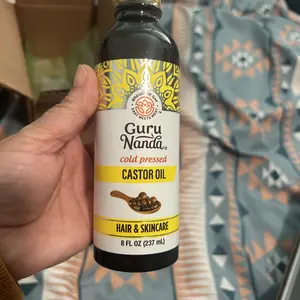 Guru
Nanda®
cold pressed
CASTOR OIL
HAIR & SKINCARE
8 FL OZ (237 mL)